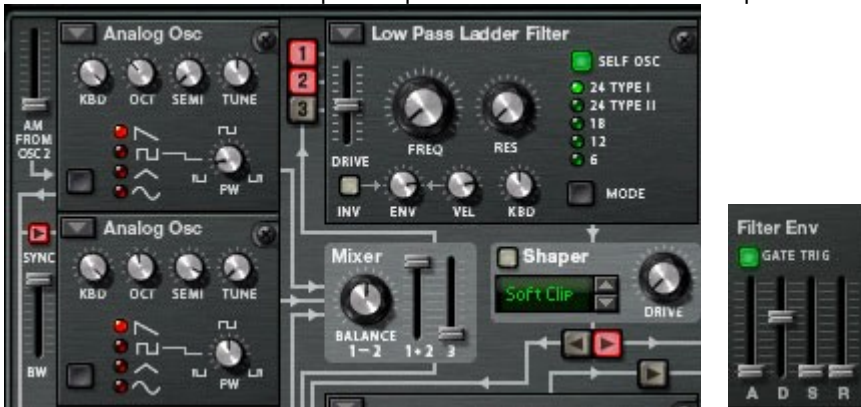 Analog Osc
KBD OCT SEMI TUNE
AM
FROM
OSC 2
PW
SYNC
Analog Osc
KBD OCT SEMI TUNE
BW
PW
1
2
3
Low Pass Ladder Filter
SELF OSC
24 TYPE I
24 TYPE II
18
12
6
DRIVE
FREQ
RES
MODE
INV ENV VEL KBD
Mixer
BALANCE
1-2
1+2 3
Shaper
Soft Clip
DRIVE
Filter Env
GATE TRIG
A D S R